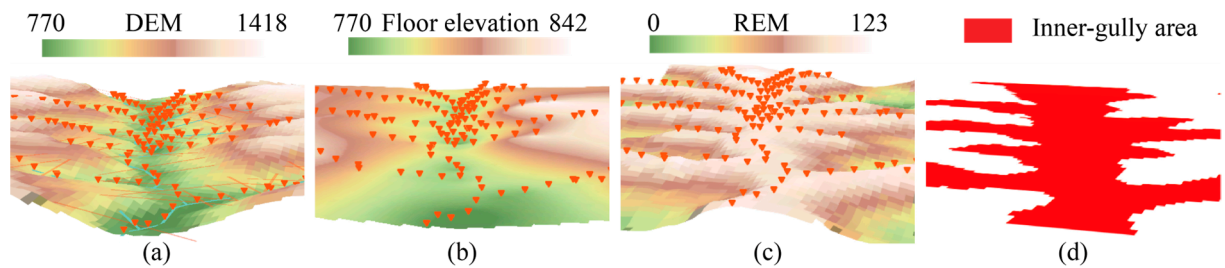 770 DEM 1418
770 Floor elevation 842
0 REM 123
Inner-gully area
(a)
(b)
(c)
(d)